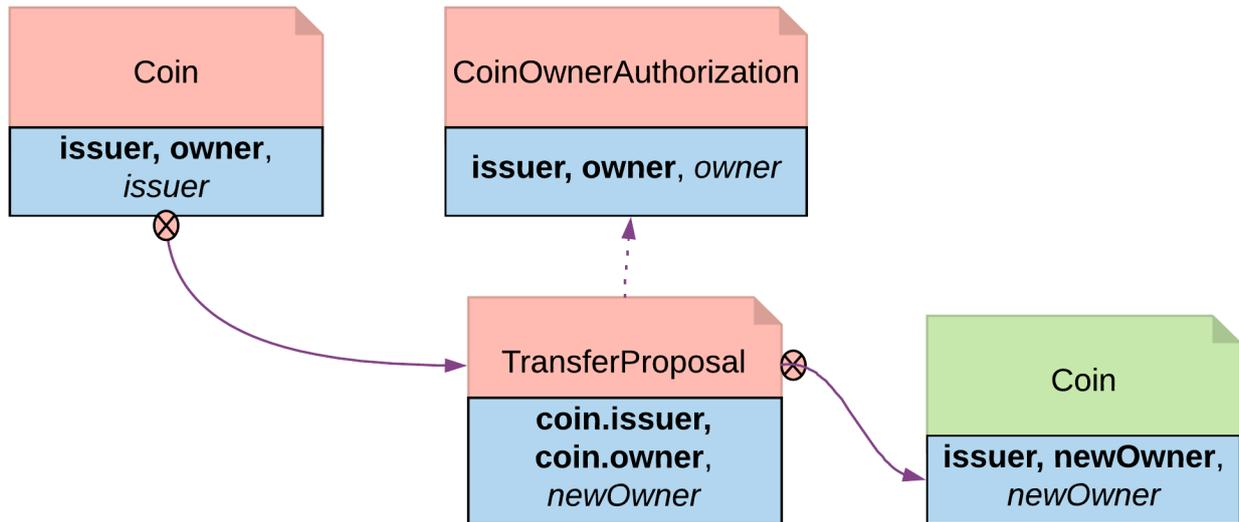 Coin
issuer, owner,
issuer
CoinOwnerAuthorization
issuer, owner, owner
TransferProposal
coin.issuer,
coin.owner,
newOwner
Coin
issuer, newOwner,
newOwner